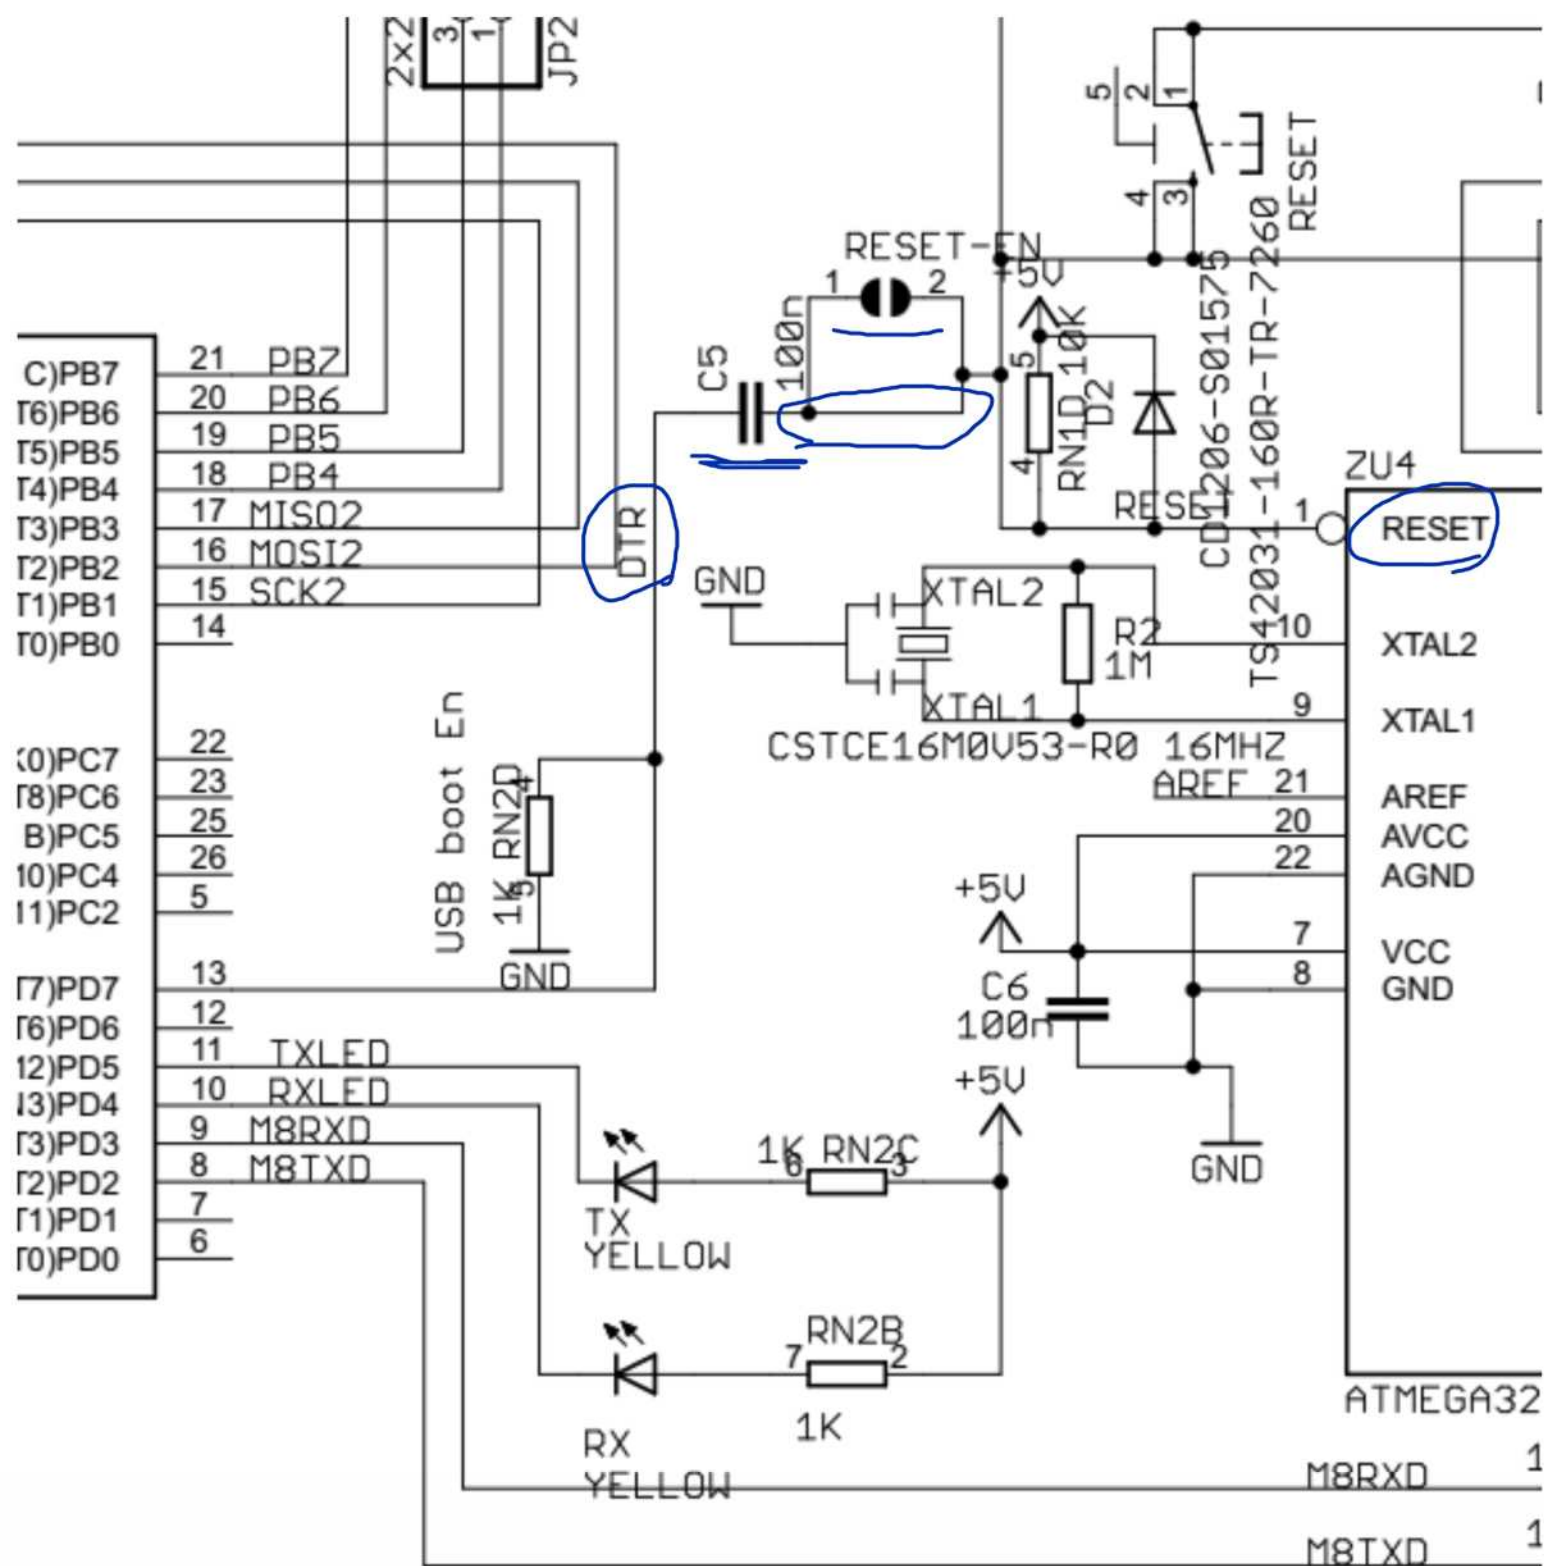 2x2
3
1
JP2
5
2
1
4
3
RESET
TS42031-160R-TR-7260
RESET-EN
1
2
+5V
C5
100n
5
4
RN1D 10K
D2
CD1206-S01575
DTR
RESET
ZU4
1
RESET
C)PB7 21 PB7
T6)PB6 20 PB6
T5)PB5 19 PB5
T4)PB4 18 PB4
T3)PB3 17 MISO2
T2)PB2 16 MOSI2
T1)PB1 15 SCK2
T0)PB0 14
GND
XTAL2
XTAL1
R2
1M
10 XTAL2
9 XTAL1
CSTCE16M0V53-R0 16MHZ
AREF 21 AREF
20 AVCC
22 AGND
7 VCC
8 GND
+5V
C6
100n
GND
PC7 22
T8)PC6 23
B)PC5 25
10)PC4 26
I1)PC2 5
USB boot En
4
1K RN2D
5
GND
T7)PD7 13
T6)PD6 12
12)PD5 11 TXLED
PD4 10 RXLED
T3)PD3 9 M8RXD
T2)PD2 8 M8TXD
T1)PD1 7
T0)PD0 6
+5V
1K RN2C
6
3
TX
YELLOW
RN2B
7
2
1K
RX
YELLOW
ATMEGA32
M8RXD 1
M8TXD 1